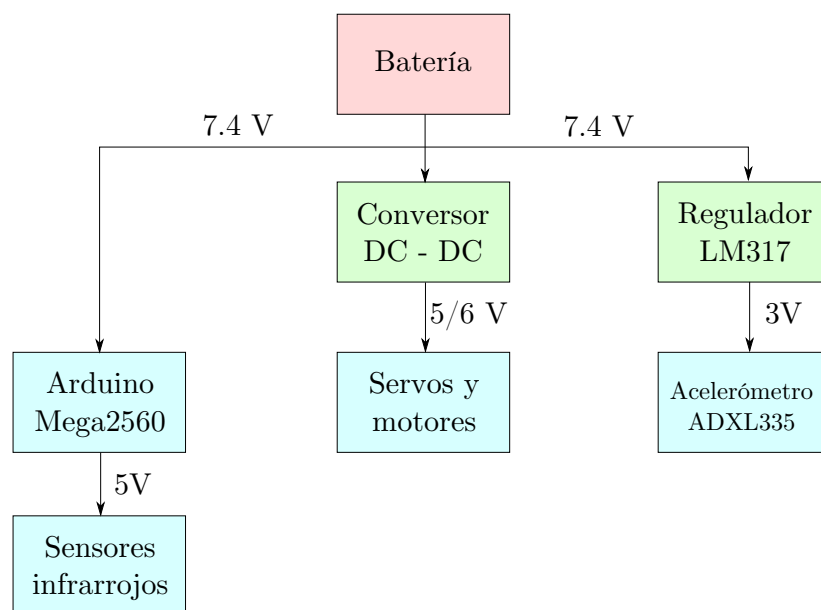 Batería
7.4 V
7.4 V
Conversor
DC - DC
Regulador
LM317
5/6 V
3V
Arduino
Mega2560
Servos y
motores
Acelerómetro
ADXL335
5V
Sensores
infrarrojos